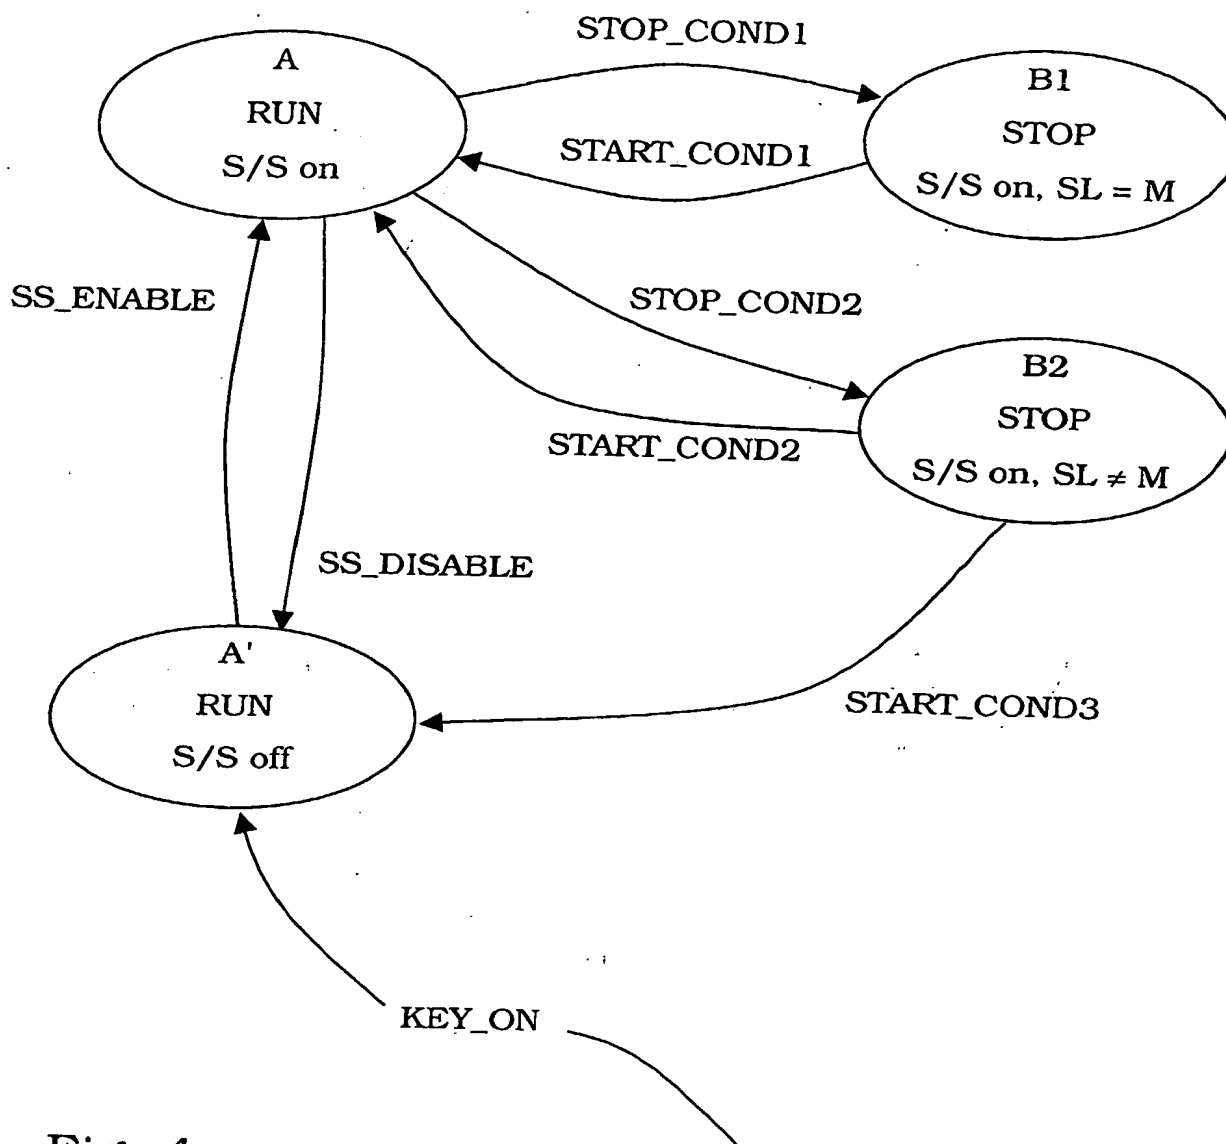 STOP_COND1
A
RUN
S/S on
B1
STOP
S/S on, SL = M
START_COND1
SS_ENABLE
STOP_COND2
B2
STOP
S/S on, SL ≠ M
START_COND2
SS_DISABLE
A'
RUN
S/S off
START_COND3
KEY_ON